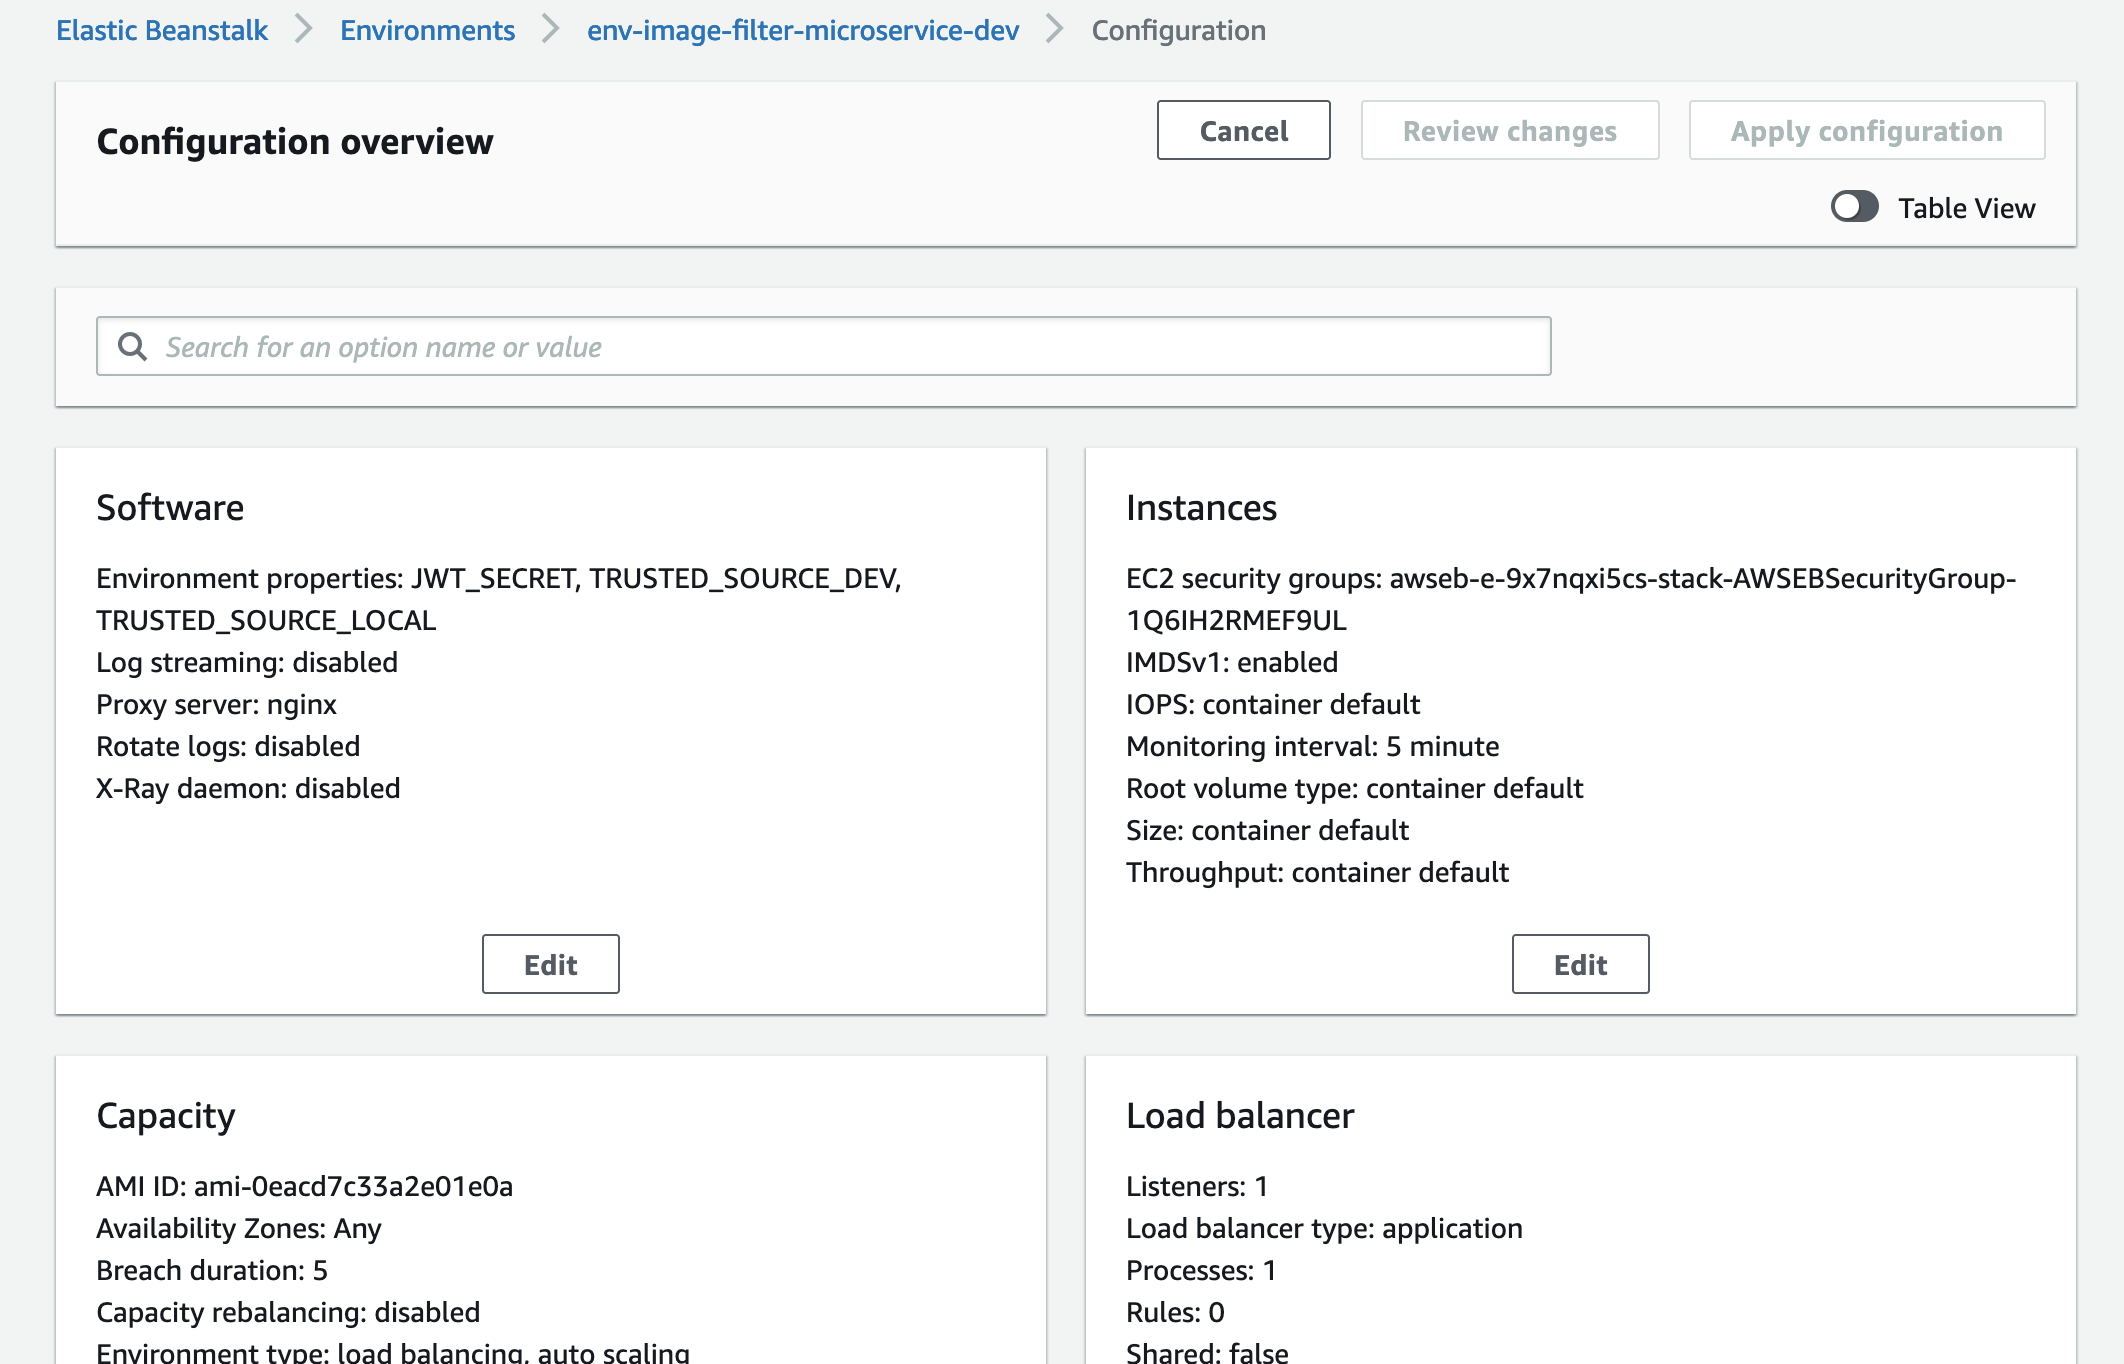 Elastic Beanstalk > Environments > env-image-filter-microservice-dev > Configuration
Configuration overview
Cancel
Review changes
Apply configuration
Table View
Search for an option name or value
Software
Environment properties: JWT_SECRET, TRUSTED_SOURCE_DEV,
TRUSTED_SOURCE_LOCAL
Log streaming: disabled
Proxy server: nginx
Rotate logs: disabled
X-Ray daemon: disabled
Edit
Instances
EC2 security groups: awseb-e-9x7nqxi5cs-stack-AWSEBSecurityGroup-
1Q6IH2RMEF9UL
IMDSv1: enabled
IOPS: container default
Monitoring interval: 5 minute
Root volume type: container default
Size: container default
Throughput: container default
Edit
Capacity
AMI ID: ami-0eacd7c33a2e01e0a
Availability Zones: Any
Breach duration: 5
Capacity rebalancing: disabled
Environment type: load balancing, auto scaling
Load balancer
Listeners: 1
Load balancer type: application
Processes: 1
Rules: 0
Shared: false